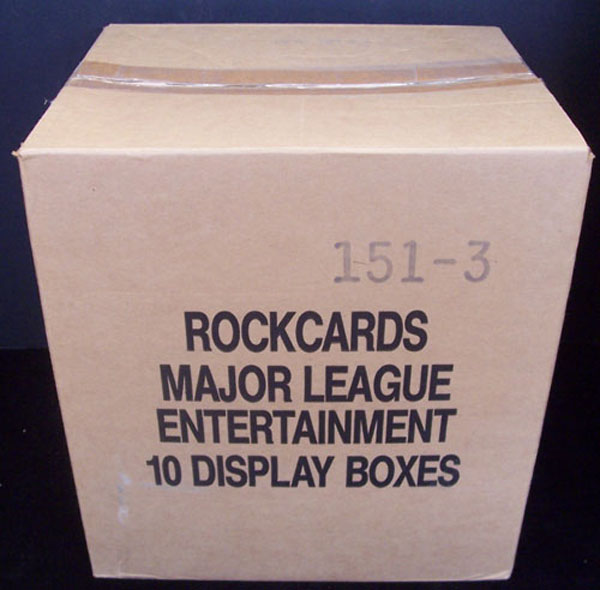 151-3
ROCKCARDS
MAJOR LEAGUE
ENTERTAINMENT
10 DISPLAY BOXES